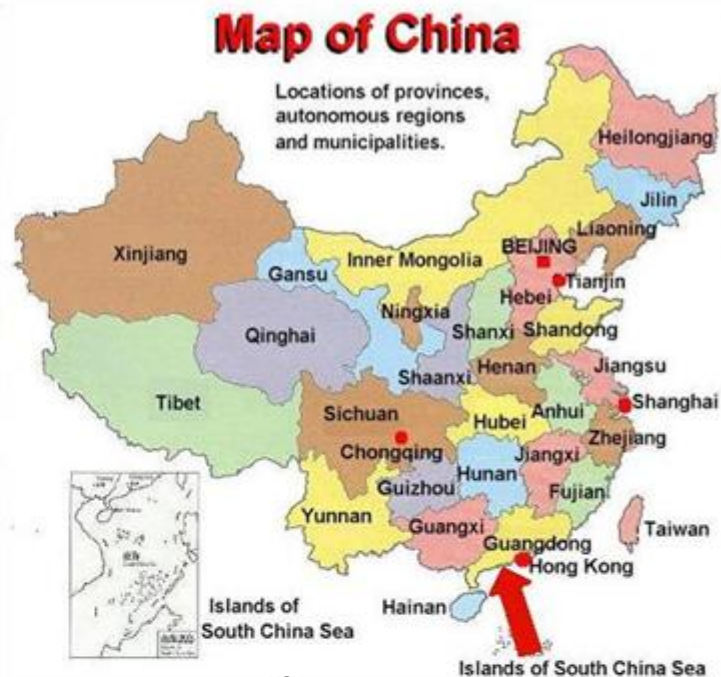 Map of China
Locations of provinces,
autonomous regions
and municipalities.
Heilongjiang
Jilin
Liaoning
BEIJING
Tianjin
Hebei
Inner Mongolia
Xinjiang
Gansu
Ningxia
Qinghai
Shanxi
Shandong
Shaanxi
Henan
Jiangsu
Shanghai
Tibet
Sichuan
Hubei
Anhui
Zhejiang
Chongqing
Hunan
Jiangxi
Guizhou
Fujian
Yunnan
Guangxi
Guangdong
Taiwan
Hong Kong
Hainan
Islands of
South China Sea
Islands of South China Sea